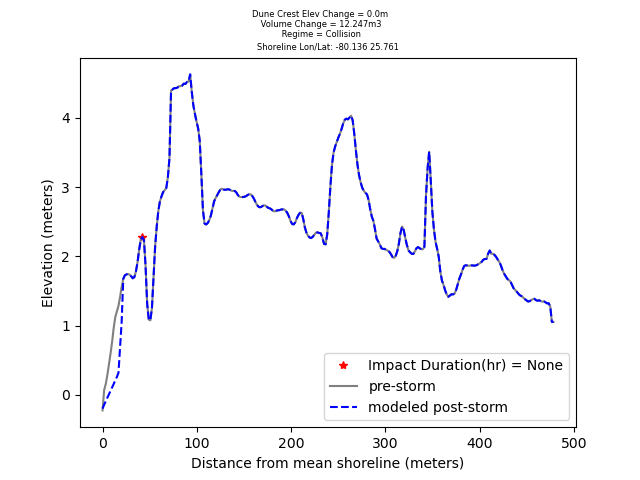 Dune Crest Elev Change = 0.0m
Volume Change = 12.247m3
Regime = Collision
Shoreline Lon/Lat: -80.136 25.761
4
3
2
1
0
Elevation (meters)
Impact Duration(hr) = None
pre-storm
modeled post-storm
0 100 200 300 400 500
Distance from mean shoreline (meters)